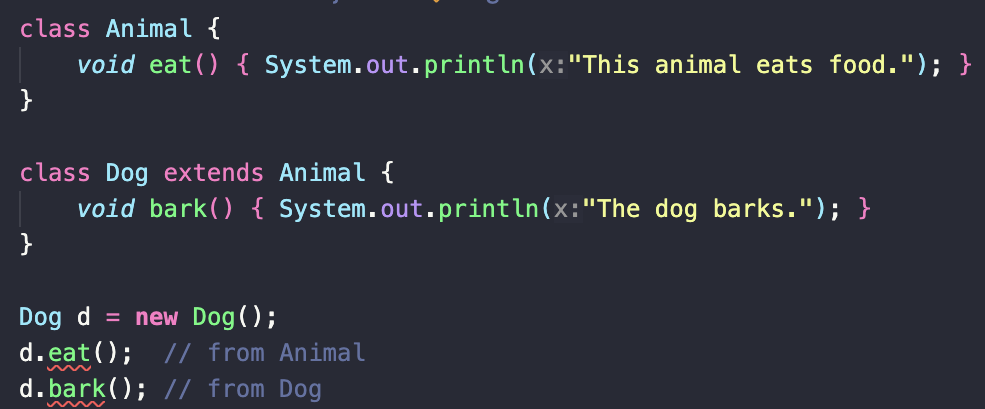 class Animal {
void eat() { System.out.println(x:"This animal eats food."); }
}
class Dog extends Animal {
void bark() { System.out.println(x:"The dog barks."); }
}
Dog d = new Dog();
d.eat();  // from Animal
d.bark(); // from Dog